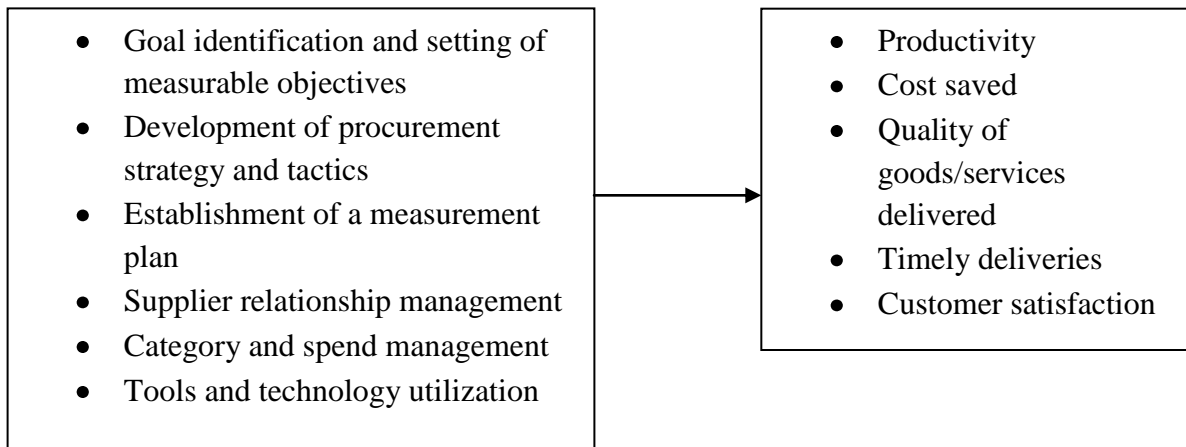 ● Goal identification and setting of
measurable objectives
● Development of procurement
strategy and tactics
● Establishment of a measurement
plan
● Supplier relationship management
● Category and spend management
● Tools and technology utilization
● Productivity
● Cost saved
● Quality of
goods/services
delivered
● Timely deliveries
● Customer satisfaction